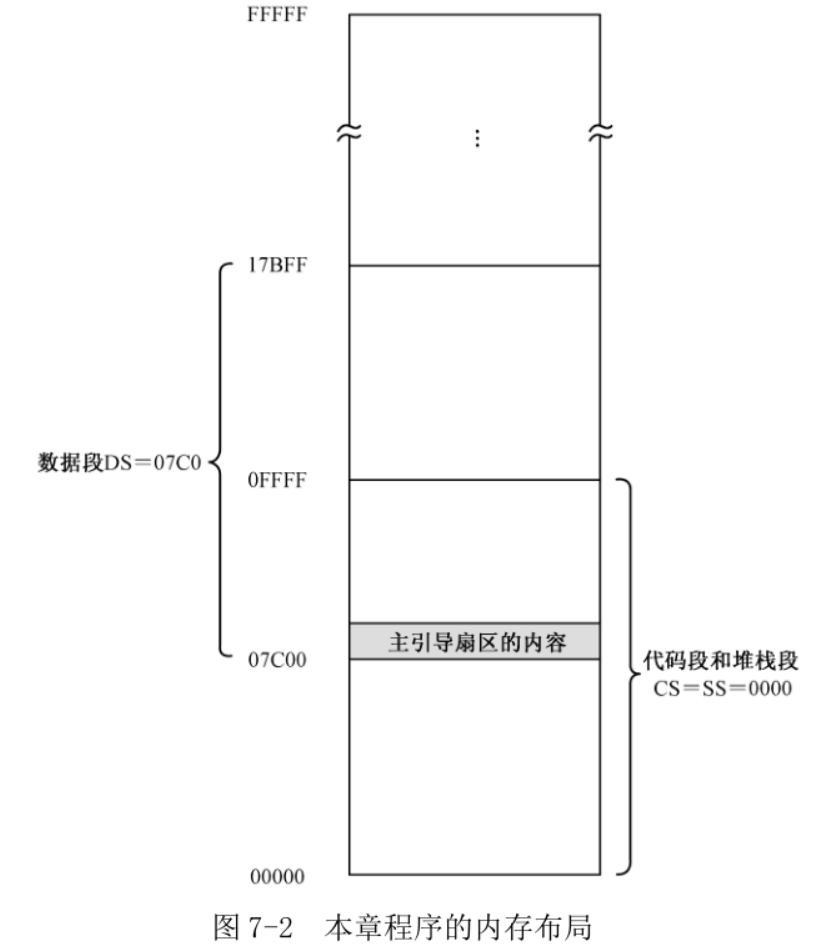 FFFFF
⋮
17BFF
数据段DS＝07C0
0FFFF
主引导扇区的内容
07C00
代码段和堆栈段
CS＝SS＝0000
00000
图 7-2 本章程序的内存布局